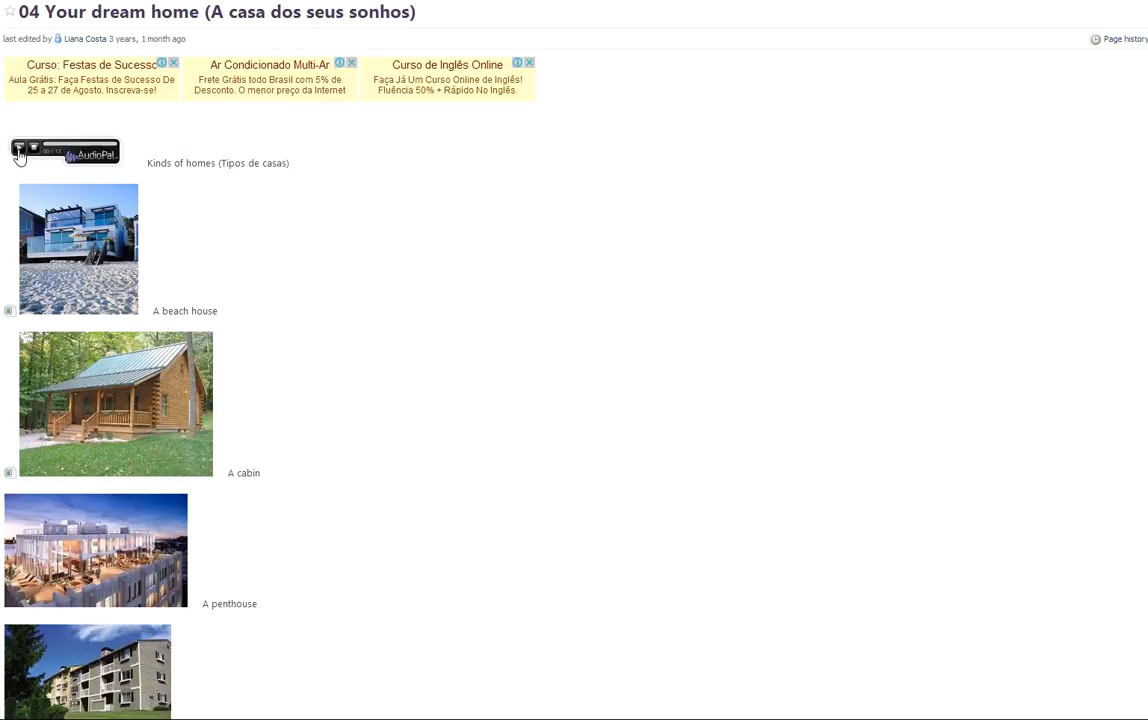 04 Your dream home (A casa dos seus sonhos)
last edited by Liana Costa 3 years, 1 month ago
Page history
Curso: Festas de Sucesso
Aula Grátis: Faça Festas de Sucesso De
25 a 27 de Agosto. Inscreva-se!
Ar Condicionado Multi-Ar
Frete Grátis todo Brasil com 5% de
Desconto. O menor preço da Internet
Curso de Inglês Online
Faça Já Um Curso Online de Inglês!
Fluência 50% + Rápido No Inglês.
AudioPal
Kinds of homes (Tipos de casas)
A beach house
A cabin
A penthouse